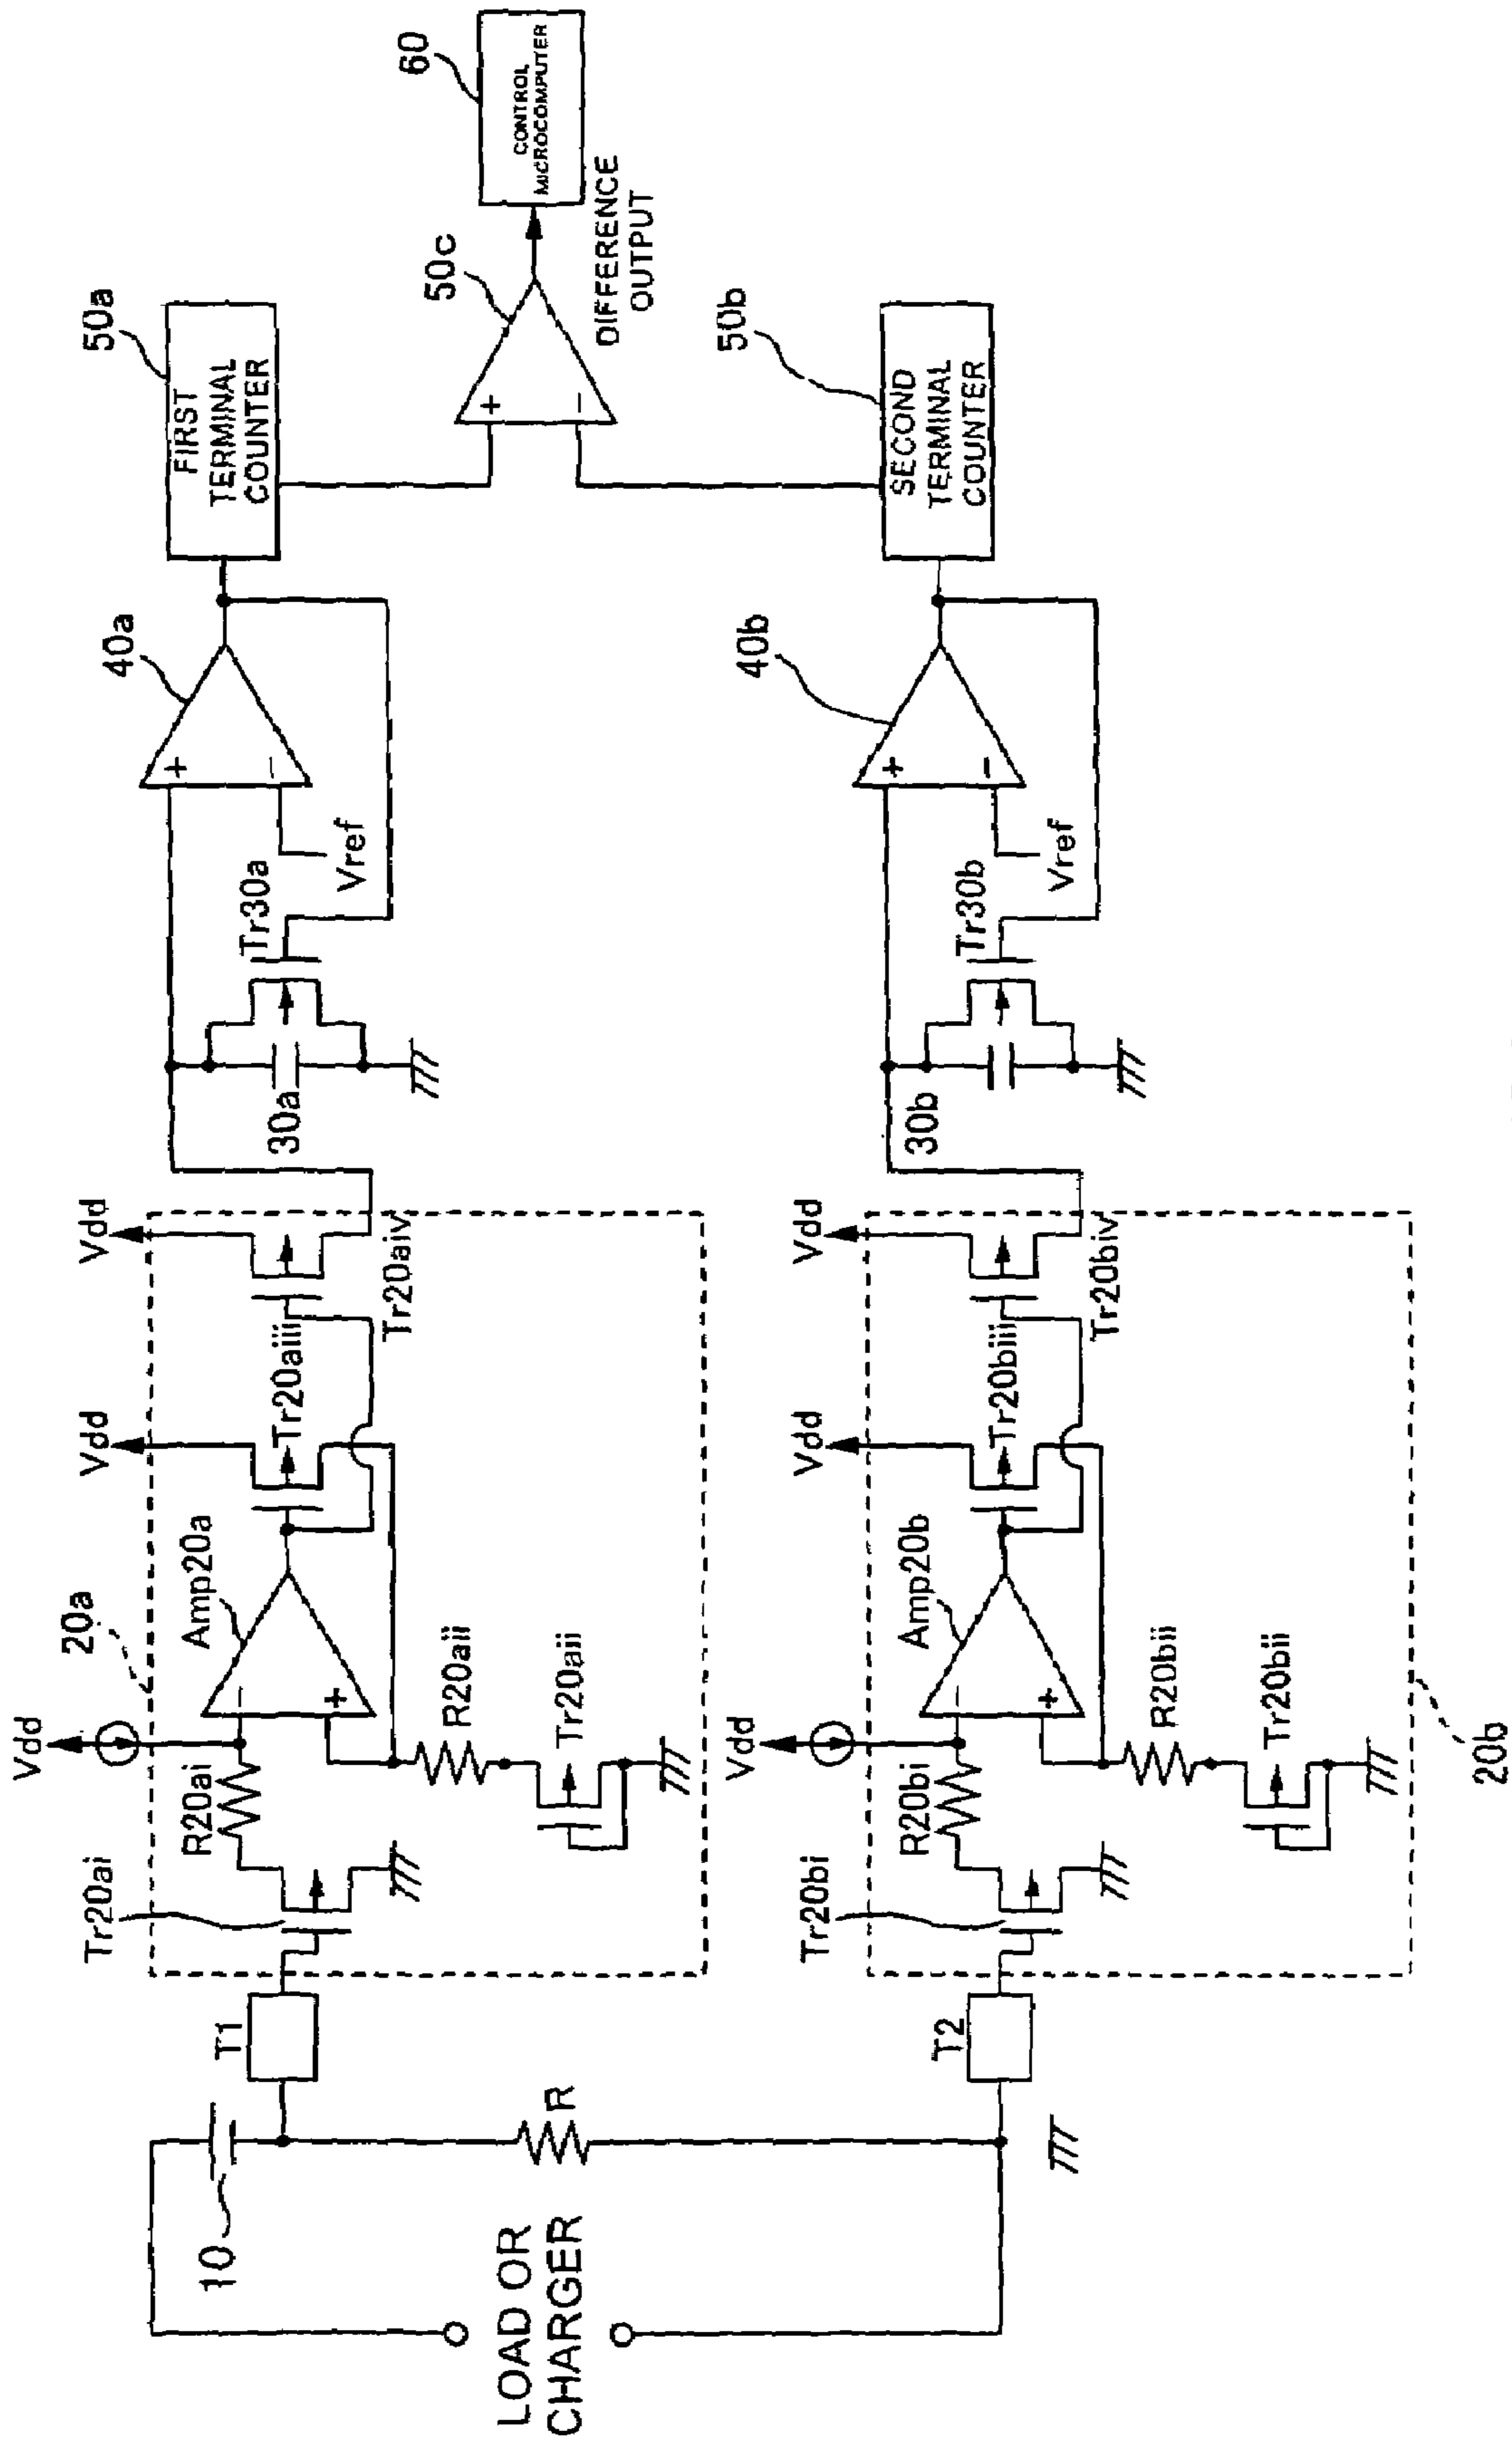 LOAD OR
CHARGER
10
R
T1
T2
Tr20ai
R20ai
Vdd
20a
Amp20a
−
+
R20aii
Tr20aii
Vdd
Tr20aiii
Vdd
Tr20aiv
30a
Tr30a
Vref
+
−
40a
50a
FIRST
TERMINAL
COUNTER
Tr20bi
R20bi
Vdd
20b
Amp20b
−
+
R20bii
Tr20bii
Vdd
Tr20biii
Vdd
Tr20biv
30b
Tr30b
Vref
+
−
40b
50b
SECOND
TERMINAL
COUNTER
50c
+
−
DIFFERENCE
OUTPUT
60
CONTROL
MICROCOMPUTER